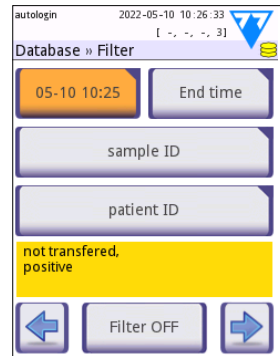 autologin 2022-05-10 10:26:33
[ -, -, -, 3]
Database » Filter
05-10 10:25 End time
sample ID
patient ID
not transfered,
positive
Filter OFF